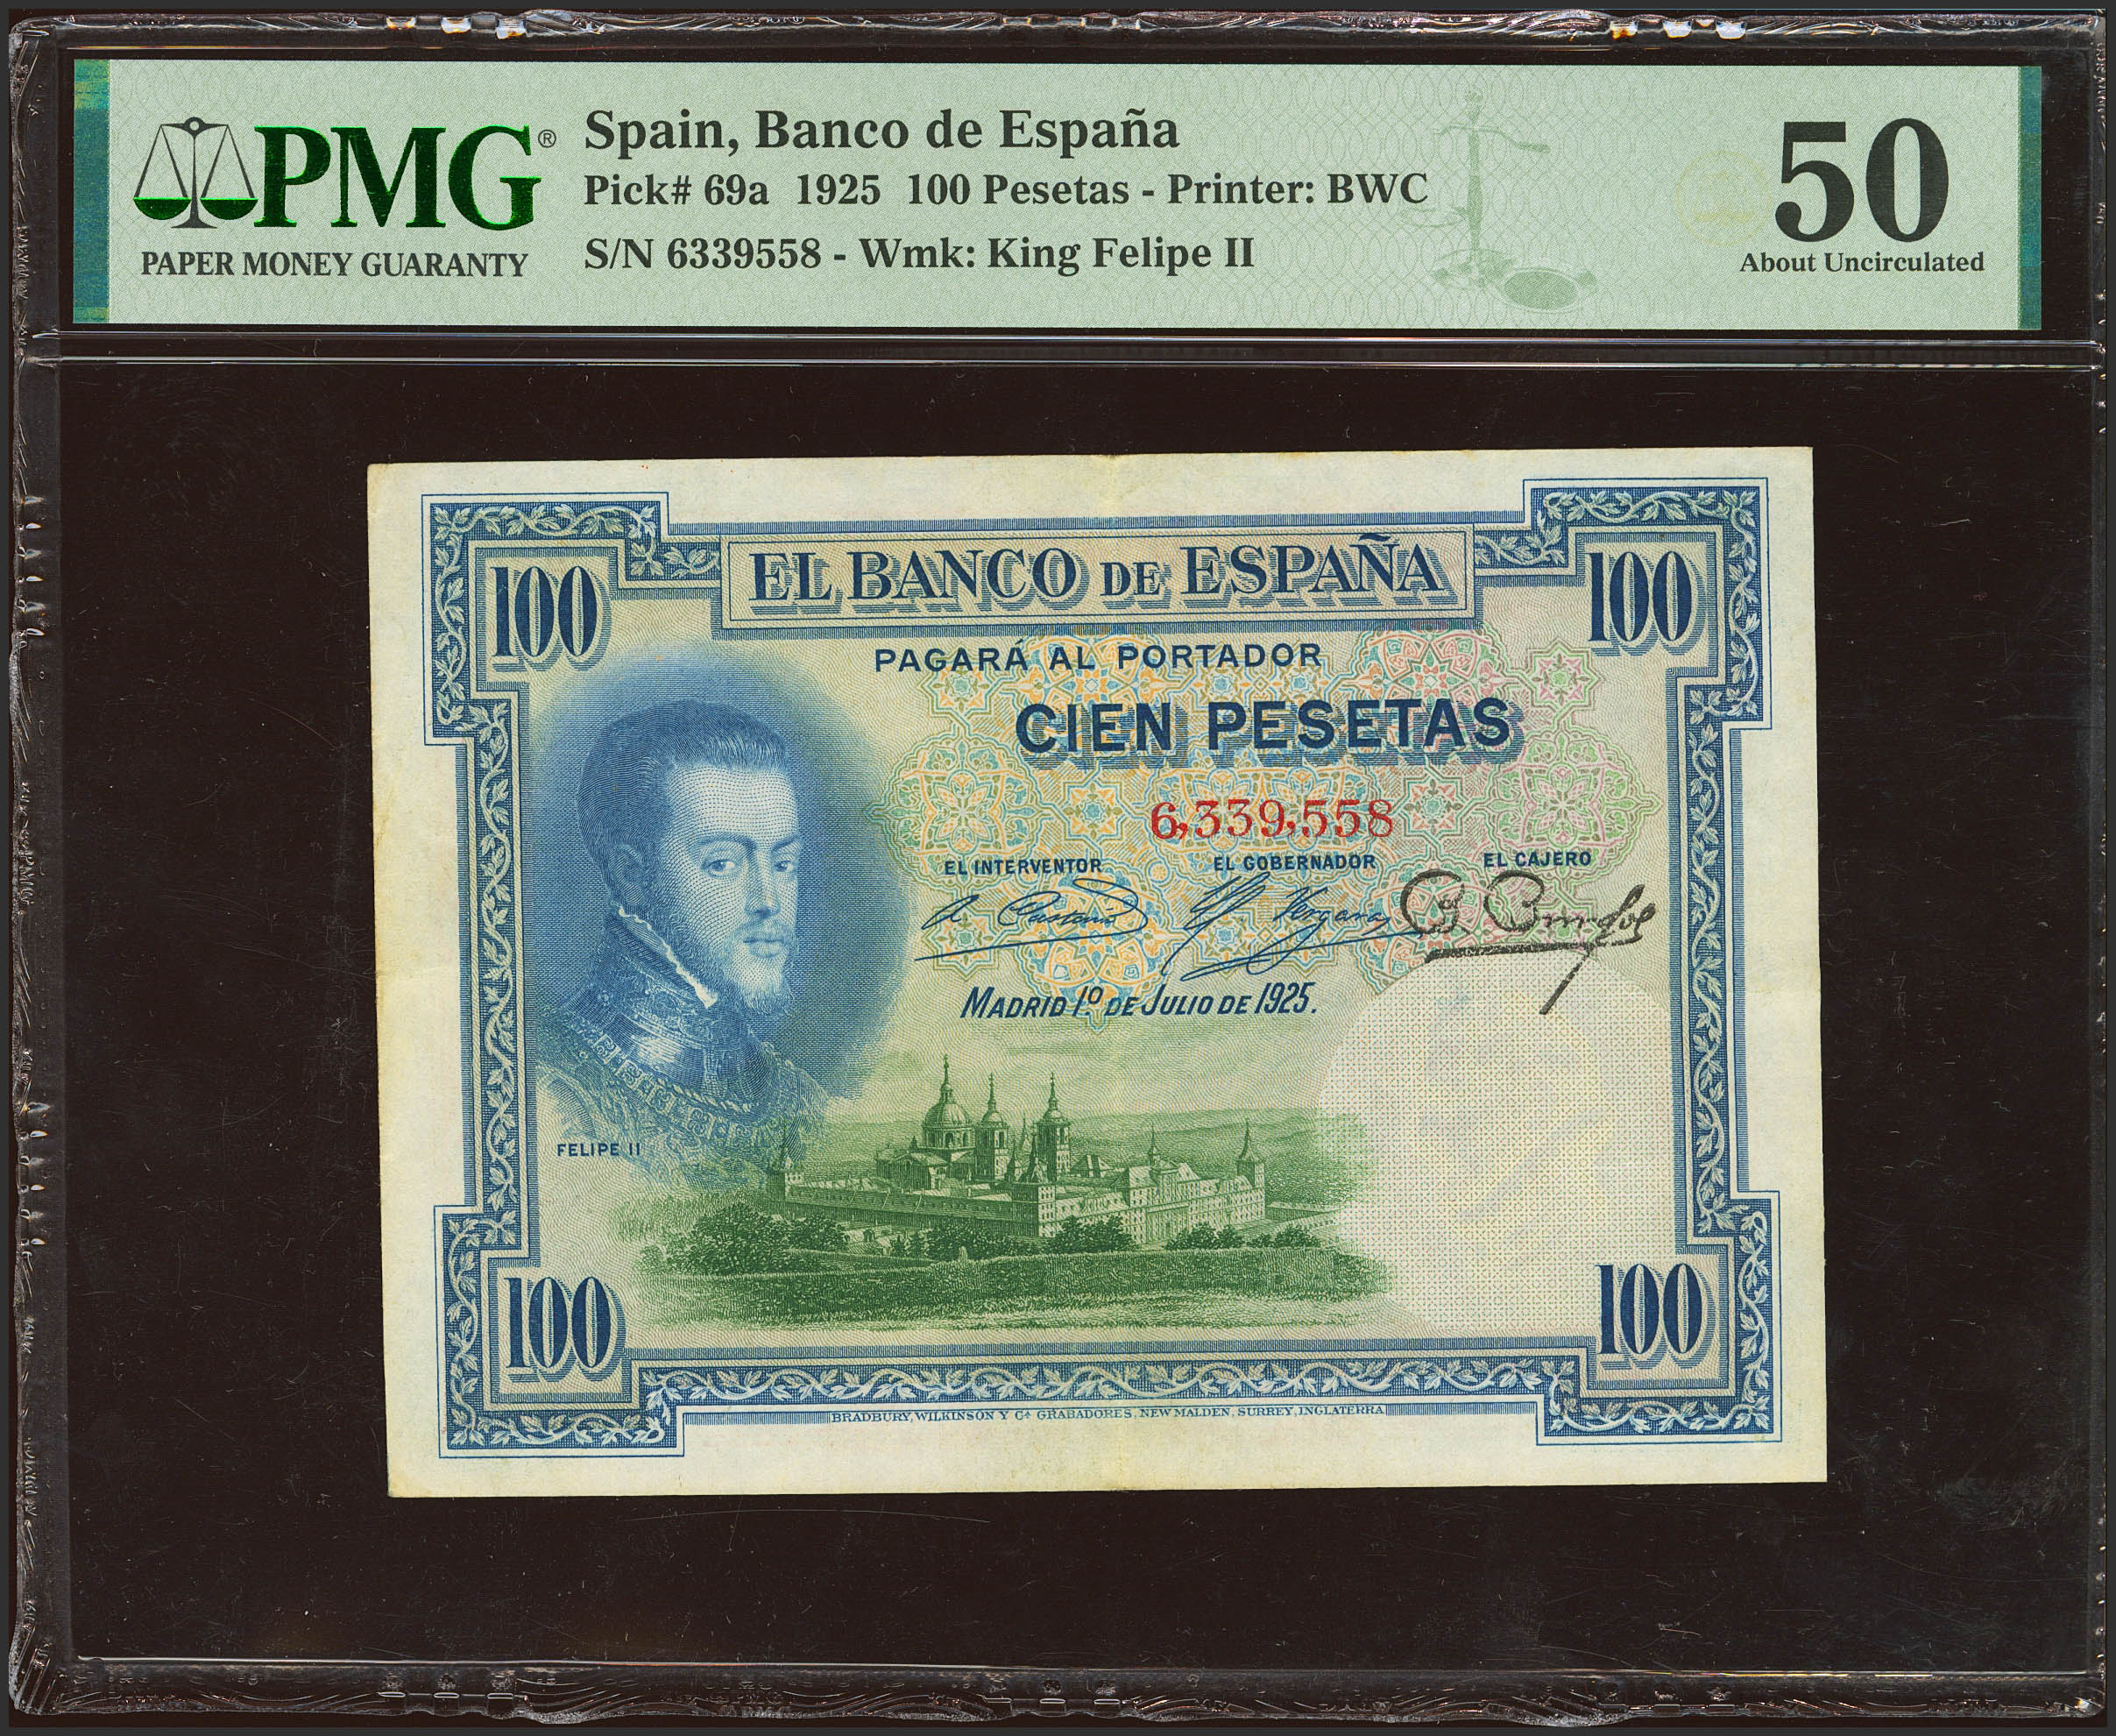 PMG®
PAPER MONEY GUARANTY
Spain, Banco de España
Pick# 69a 1925 100 Pesetas - Printer: BWC
S/N 6339558 - Wmk: King Felipe II
50
About Uncirculated
100
EL BANCO DE ESPAÑA
100
PAGARÁ AL PORTADOR
CIEN PESETAS
6,339,558
EL INTERVENTOR
EL GOBERNADOR
EL CAJERO
MADRID 1º DE JULIO DE 1925.
FELIPE II
100
100
BRADBURY, WILKINSON Y Cª GRABADORES, NEW MALDEN, SURREY, INGLATERRA